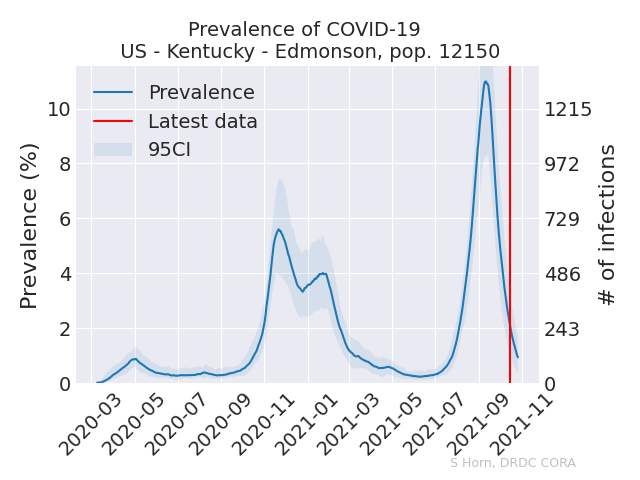 Prevalence of COVID-19
US - Kentucky - Edmonson, pop. 12150
Prevalence
Latest data
95CI
Prevalence (%)
10
8
6
4
2
0
1215
972
729
486
243
0
# of infections
2020-03
2020-05
2020-07
2020-09
2020-11
2021-01
2021-03
2021-05
2021-07
2021-09
2021-11
S Horn, DRDC CORA